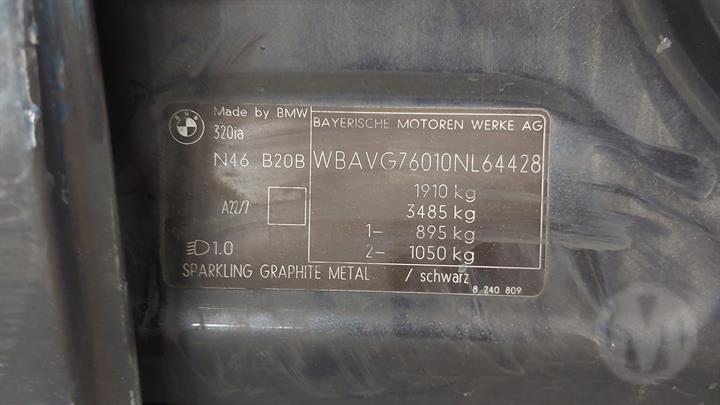 BMW
Made by BMW
320ia
N46 B20B
A22/7
1.0
BAYERISCHE MOTOREN WERKE AG
WBAVG76010NL64428
1910 kg
3485 kg
1- 895 kg
2- 1050 kg
SPARKLING GRAPHITE METAL / schwarz
8 240 809